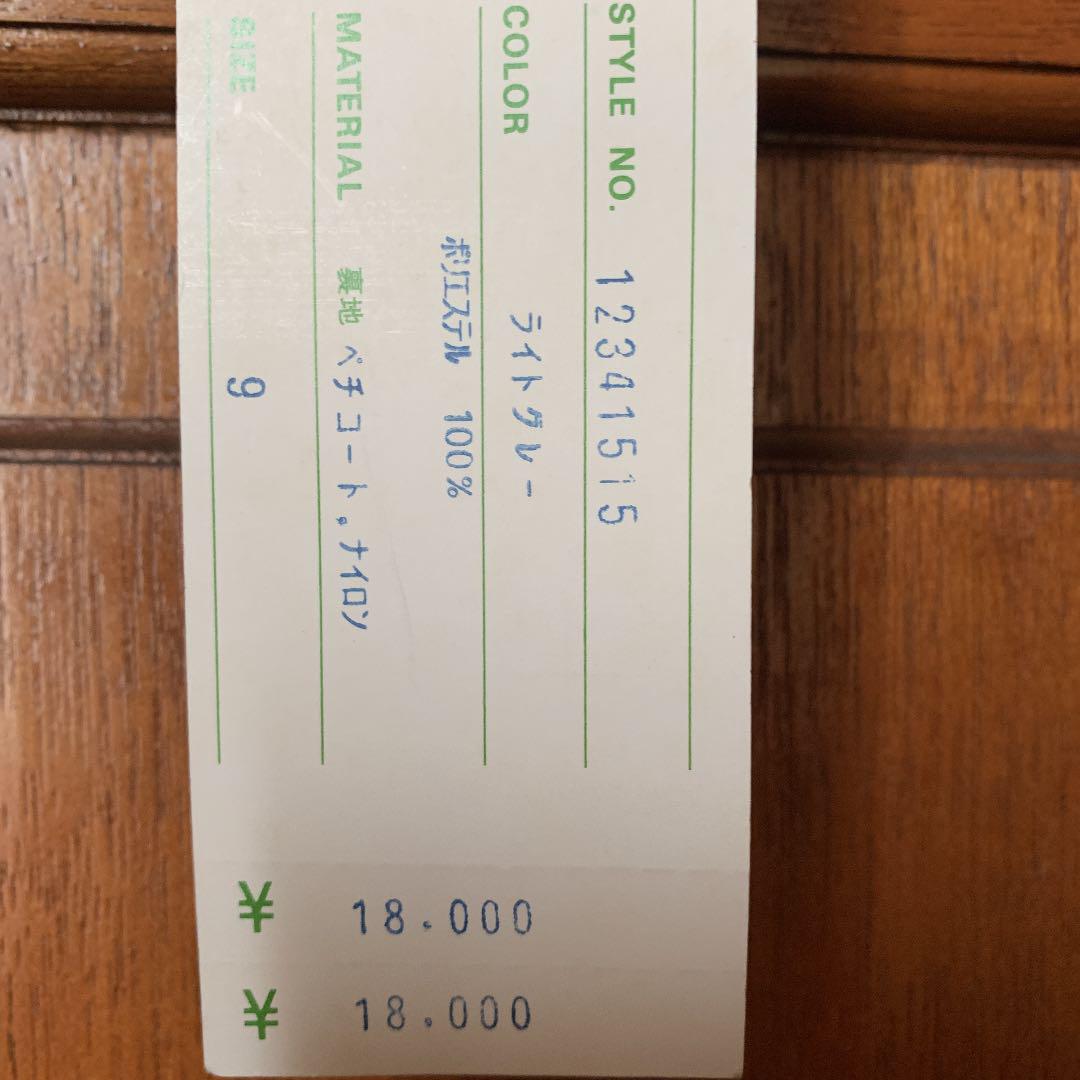 STYLE NO. 12341515
COLOR ライトグレー
ポリエステル 100%
MATERIAL 裏地 ペチコート。ナイロン
SIZE 9
¥ 18.000
¥ 18.000